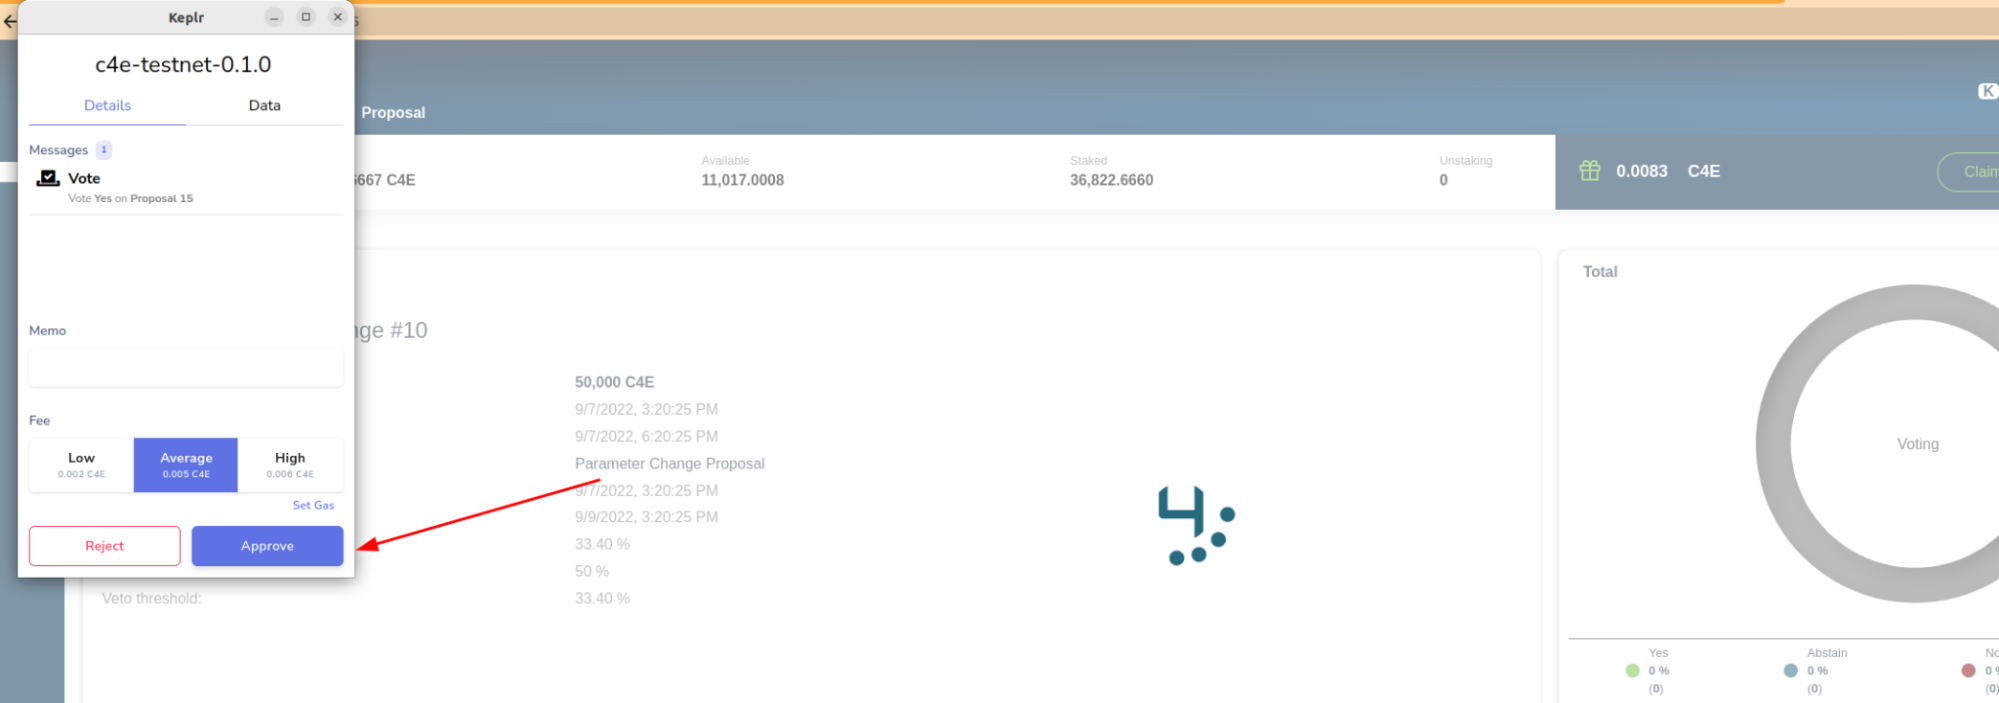 Keplr
c4e-testnet-0.1.0
Details Data
Messages 1
Vote
Vote Yes on Proposal 15
Memo
Fee
Low Average High
0.002 C4E 0.005 C4E 0.006 C4E
Set Gas
Reject Approve
K
Proposal
667 C4E
Available
11,017.0008
Staked
36,822.6660
Unstaking
0
0.0083 C4E
Claim
nge #10
50,000 C4E
9/7/2022, 3:20:25 PM
9/7/2022, 6:20:25 PM
Parameter Change Proposal
9/7/2022, 3:20:25 PM
9/9/2022, 3:20:25 PM
33.40 %
50 %
Veto threshold: 33.40 %
Total
Voting
Yes Abstain No
0 % 0 % 0 %
(0) (0) (0)